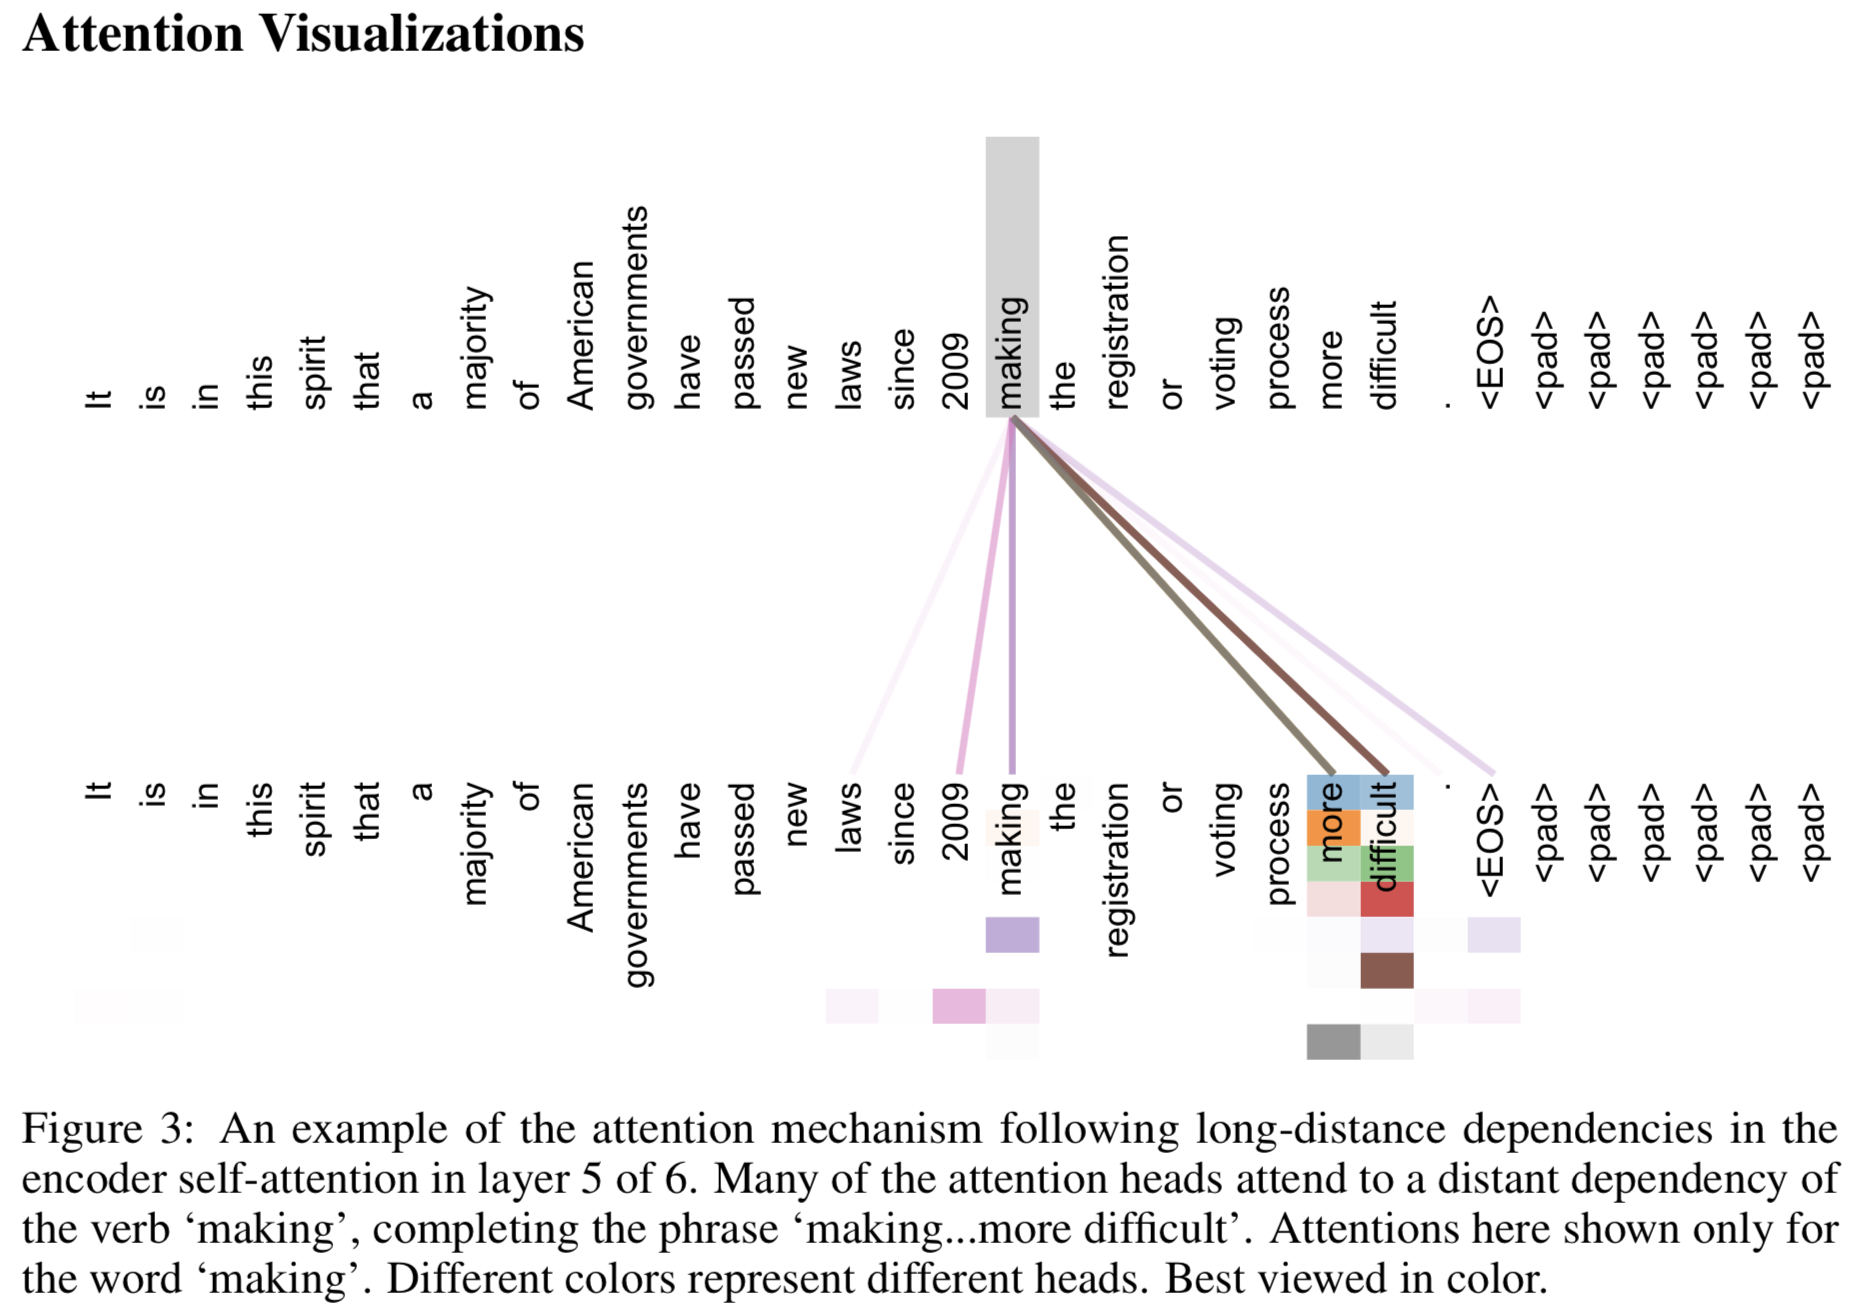 Attention Visualizations
It is in this spirit that a majority of American governments have passed new laws since 2009 making the registration or voting process more difficult . <EOS> <pad> <pad> <pad> <pad> <pad> <pad>
It is in this spirit that a majority of American governments have passed new laws since 2009 making the registration or voting process more difficult . <EOS> <pad> <pad> <pad> <pad> <pad> <pad>
Figure 3: An example of the attention mechanism following long-distance dependencies in the
encoder self-attention in layer 5 of 6. Many of the attention heads attend to a distant dependency of
the verb ‘making’, completing the phrase ‘making...more difficult’. Attentions here shown only for
the word ‘making’. Different colors represent different heads. Best viewed in color.